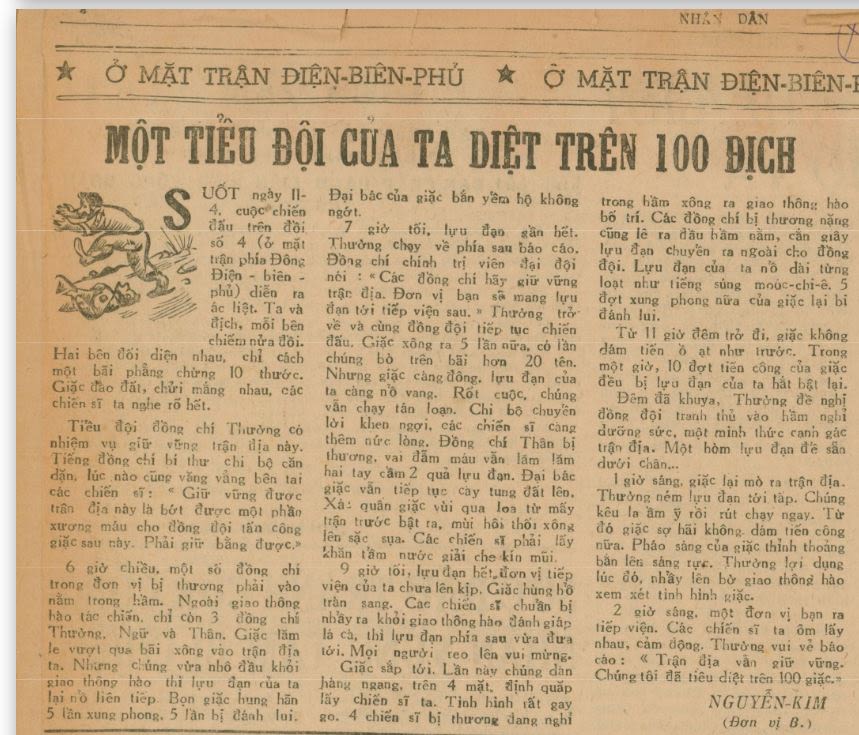 NHÂN DÂN
★ Ở MẶT TRẬN ĐIỆN-BIÊN-PHỦ ★ Ở MẶT TRẬN ĐIỆN-BIÊN-P
MỘT TIỂU ĐỘI CỦA TA DIỆT TRÊN 100 ĐỊCH
SUỐT ngày 11-
4, cuộc chiến
đấu trên đồi
số 4 (ở mặt
trận phía Đông
Điện - biên -
phủ) diễn ra
ác liệt. Ta và
địch, mỗi bên
chiếm nửa đồi.
Hai bên đối diện nhau, chỉ cách
một bãi phẳng chừng 10 thước.
Giặc đào đất, chửi mắng nhau, các
chiến sĩ ta nghe rõ hết.
Tiểu đội đồng chí Thưởng có
nhiệm vụ giữ vững trận địa này.
Tiếng đồng chí bí thư chi bộ căn
dặn, lúc nào cũng văng vẳng bên tai
các chiến sĩ: « Giữ vững được
trận địa này là bớt được một phần
xương máu cho đồng đội tấn công
giặc sau này. Phải giữ bằng được.»
6 giờ chiều, một số đồng chí
trong đơn vị bị thương phải vào
nằm trong hầm. Ngoài giao thông
hào tác chiến, chỉ còn 3 đồng chí
Thưởng, Ngữ và Thân. Giặc lăm
le vượt qua bãi xông vào trận địa
ta. Nhưng chúng vừa nhô đầu khỏi
giao thông hào thì lựu đạn của ta
lại nổ liên tiếp. Bọn giặc hung hãn
5 lần xung phong, 5 lần bị đánh lui.
Đại bác của giặc bắn yểm hộ không
ngớt.
7 giờ tối, lựu đạn gần hết.
Thưởng chạy về phía sau báo cáo.
Đồng chí chính trị viên đại đội
nói : « Các đồng chí hãy giữ vững
trận địa. Đơn vị bạn sẽ mang lựu
đạn tới tiếp viện sau. » Thưởng trở
về và cùng đồng đội tiếp tục chiến
đấu. Giặc xông ra 5 lần nữa, có lần
chúng bò trên bãi hơn 20 tên.
Nhưng giặc càng đông, lựu đạn của
ta càng nổ vang. Rốt cuộc, chúng
vẫn chạy tán loạn. Chi bộ chuyển
lời khen ngợi, các chiến sĩ càng
thêm nức lòng. Đồng chí Thân bị
thương, vai đẫm máu vẫn lăm lăm
hai tay cầm 2 quả lựu đạn. Đại bác
giặc vẫn tiếp tục cày tung đất lên.
Xác quân giặc vùi qua loa từ mấy
trận trước bật ra, mùi hôi thối xông
lên sặc sụa. Các chiến sĩ phải lấy
khăn tẩm nước giải che kín mũi.
9 giờ tối, lựu đạn hết, đơn vị tiếp
viện của ta chưa lên kịp. Giặc hùng hổ
tràn sang. Các chiến sĩ chuẩn bị
nhầy ra khỏi giao thông hào đánh giáp
lá cà, thì lựu đạn phía sau vừa đưa
tới. Mọi người reo lên vui mừng.
Giặc sắp tới. Lần này chúng dàn
hàng ngang, trên 4 mặt, định quắp
lấy chiến sĩ ta. Tình hình rất gay
go. 4 chiến sĩ bị thương đang nghỉ
trong hầm xông ra giao thông hào
bố trí. Các đồng chí bị thương nặng
cũng lê ra đầu hầm nằm, cắn giây
lựu đạn chuyển ra ngoài cho đồng
đội. Lựu đạn của ta nổ dài từng
loạt như tiếng súng moóc-chi-ê. 5
đợt xung phong nữa của giặc lại bị
đánh lui.
Từ 11 giờ đêm trở đi, giặc không
dám tiến ồ ạt như trước. Trong
một giờ, 10 đợt tiến công của giặc
đều bị lựu đạn của ta hất bật lại.
Đêm đã khuya, Thưởng đề nghị
đồng đội tranh thủ vào hầm nghỉ
dưỡng sức, một mình thức canh gác
trận địa. Một hòm lựu đạn để sẵn
dưới chân...
1 giờ sáng, giặc lại mò ra trận địa.
Thưởng ném lựu đạn tới tấp. Chúng
kêu la ầm ỹ rồi rút chạy ngay. Từ
đó giặc sợ hãi không dám tiến công
nữa. Pháo sáng của giặc thỉnh thoảng
bắn lên sáng rực. Thưởng lợi dụng
lúc đó, nhầy lên bờ giao thông hào
xem xét tình hình giặc.
2 giờ sáng, một đơn vị bạn ra
tiếp viện. Các chiến sĩ ta ôm lấy
nhau, cảm động. Thưởng vui vẻ báo
cáo : « Trận địa vẫn giữ vững.
Chúng tôi đã tiêu diệt trên 100 giặc.»
NGUYỄN-KIM
(Đơn vị B.)